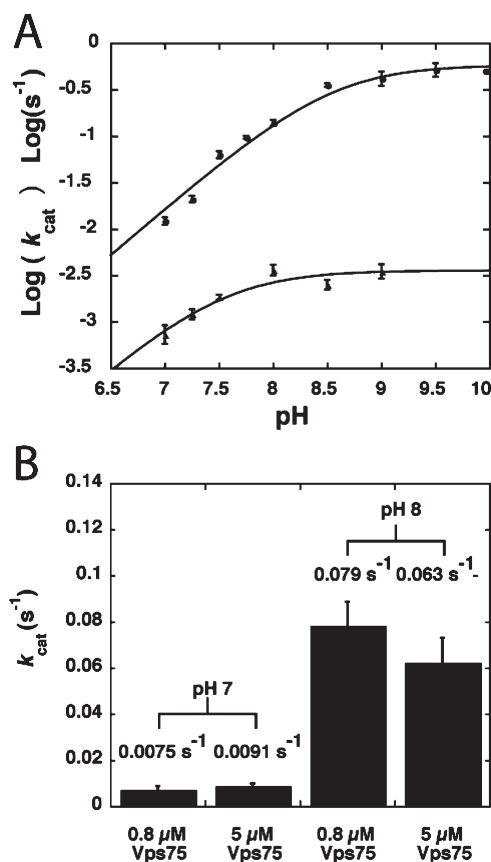 A
0
-0.5
-1
-1.5
-2
-2.5
-3
-3.5
Log ( kcat ) Log(s-1)
6.5 7 7.5 8 8.5 9 9.5 10
pH
B
0.14
0.12
0.1
0.08
0.06
0.04
0.02
0
kcat (s-1)
pH 8
0.079 s-1 0.063 s-1-
pH 7
0.0075 s-1 0.0091 s-1
0.8 µM 5 µM 0.8 µM 5 µM
Vps75 Vps75 Vps75 Vps75